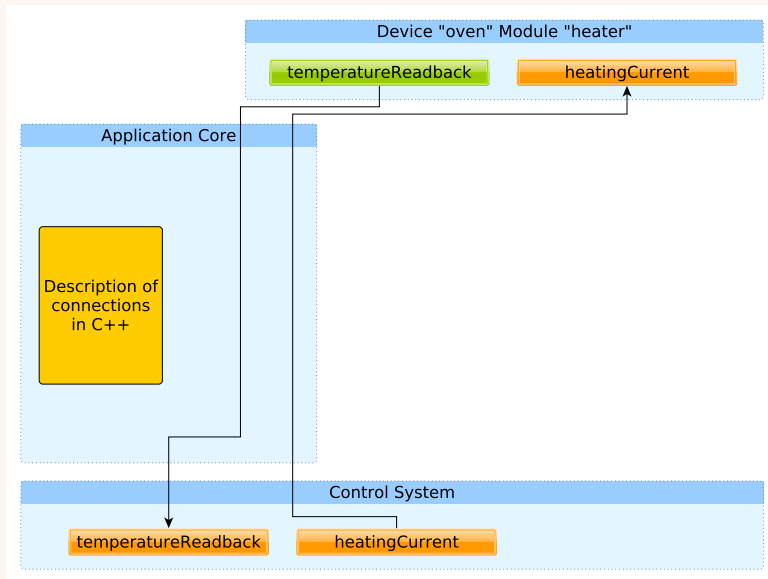 Device "oven" Module "heater"
temperatureReadback
heatingCurrent
Application Core
Description of
connections
in C++
Control System
temperatureReadback
heatingCurrent